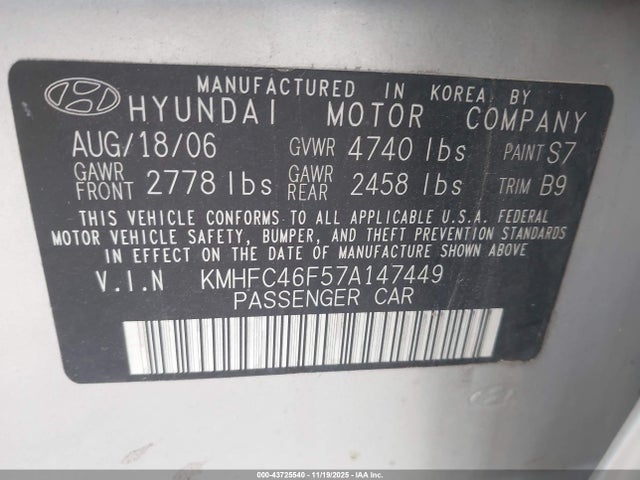 MANUFACTURED IN KOREA BY
HYUNDAI MOTOR COMPANY
AUG/18/06 GVWR 4740 lbs PAINT S7
GAWR FRONT 2778 lbs GAWR REAR 2458 lbs TRIM B9
THIS VEHICLE CONFORMS TO ALL APPLICABLE U.S.A. FEDERAL
MOTOR VEHICLE SAFETY, BUMPER, AND THEFT PREVENTION STANDARDS
IN EFFECT ON THE DATE OF MANUFACTURE SHOWN ABOVE.
V.I.N KMHFC46F57A147449
PASSENGER CAR
000-43725540 - 11/19/2025 - IAA Inc.